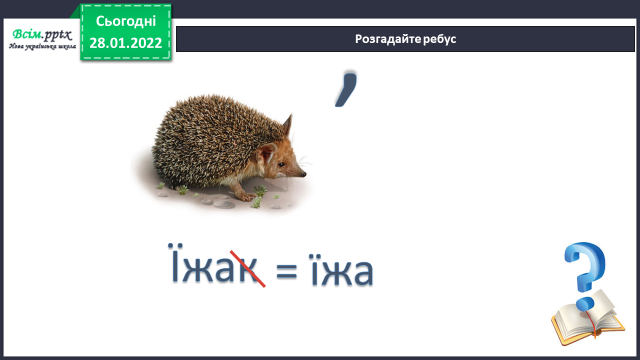 Всім.pptx
Нова українська школа
Сьогодні
28.01.2022
Розгадайте ребус
,
Їжак = їжа
?